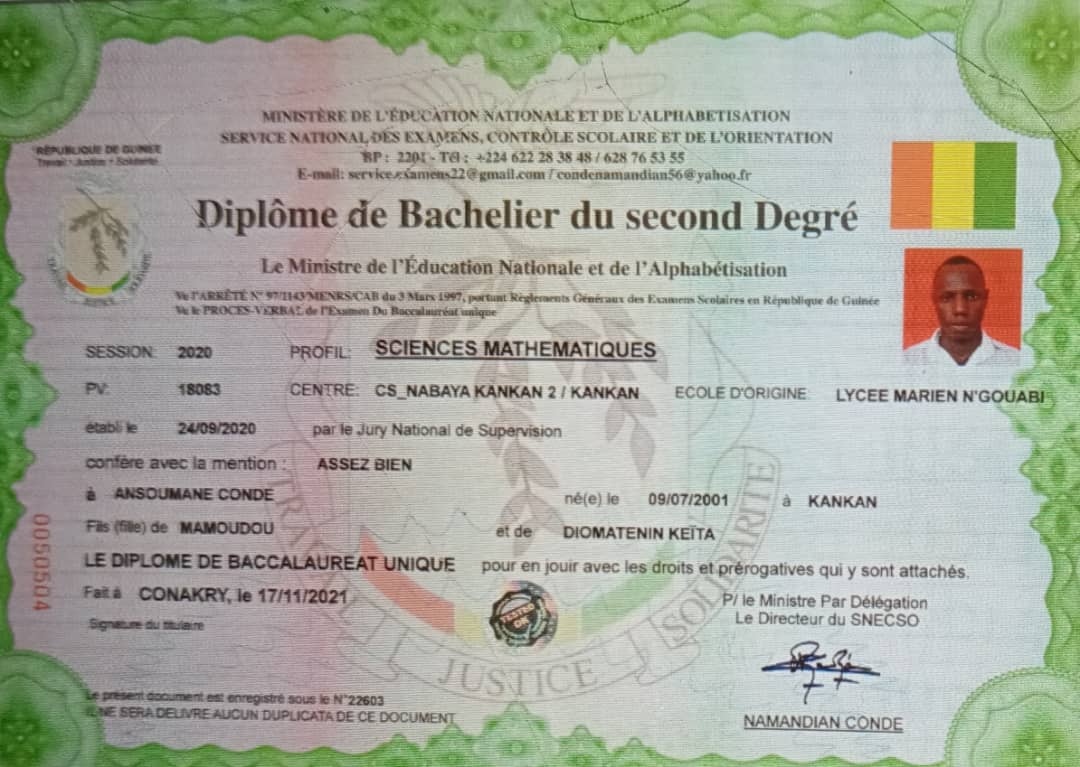 MINISTÈRE DE L'ÉDUCATION NATIONALE ET DE L'ALPHABETISATION
SERVICE NATIONAL DES EXAMENS, CONTRÔLE SCOLAIRE ET DE L'ORIENTATION
BP : 2201 - Tél : +224 622 28 38 48 / 628 76 53 55
E-mail: service.examens22@gmail.com / condenamandian56@yahoo.fr
RÉPUBLIQUE DE GUINEE
Travail - Justice - Solidarité
Diplôme de Bachelier du second Degré
Le Ministre de l'Éducation Nationale et de l'Alphabétisation
Vu l'ARRÊTÉ N° 97/1143/MENRS/CAB du 3 Mars 1997, portant Règlements Généraux des Examens Scolaires en République de Guinée
Vu le PROCES-VERBAL de l'Examen Du Baccalauréat unique
SESSION: 2020 PROFIL: SCIENCES MATHEMATIQUES
PV: 18083 CENTRE: CS_NABAYA KANKAN 2 / KANKAN ECOLE D'ORIGINE: LYCEE MARIEN N'GOUABI
établi le 24/09/2020 par le Jury National de Supervision
confère avec la mention : ASSEZ BIEN
à ANSOUMANE CONDE né(e) le 09/07/2001 à KANKAN
Fils (fille) de MAMOUDOU et de DIOMATENIN KEÏTA
LE DIPLOME DE BACCALAUREAT UNIQUE pour en jouir avec les droits et prérogatives qui y sont attachés.
Fait à CONAKRY, le 17/11/2021
P/ le Ministre Par Délégation
Le Directeur du SNECSO
Signature du titulaire
TESTED
OK
0050504
TRAVAIL JUSTICE SOLIDARITE
Le présent document est enregistré sous le N°22603
IL NE SERA DELIVRE AUCUN DUPLICATA DE CE DOCUMENT
NAMANDIAN CONDE